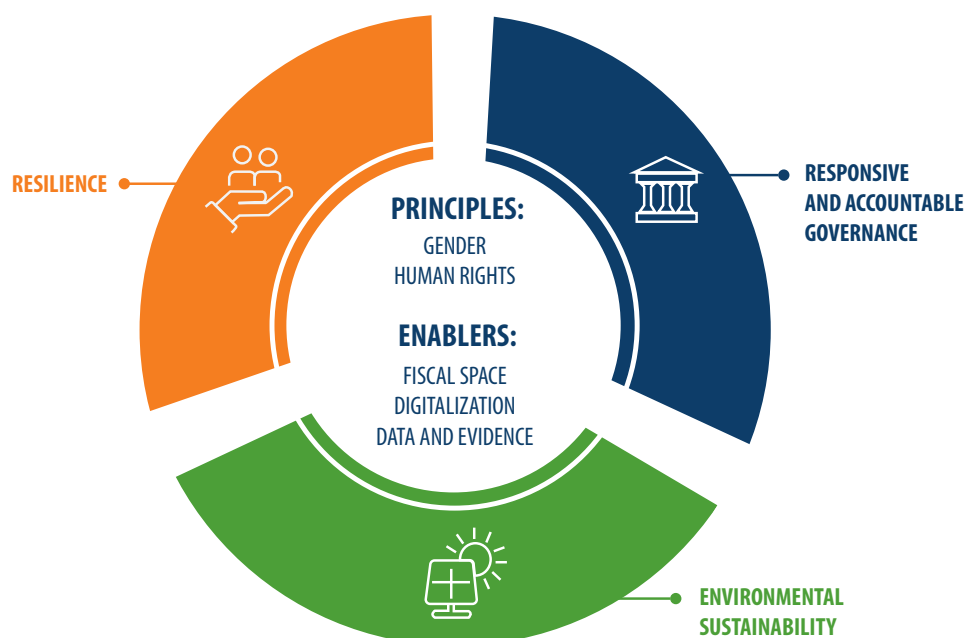 RESILIENCE
RESPONSIVE
AND ACCOUNTABLE
GOVERNANCE
PRINCIPLES:
GENDER
HUMAN RIGHTS
ENABLERS:
FISCAL SPACE
DIGITALIZATION
DATA AND EVIDENCE
ENVIRONMENTAL
SUSTAINABILITY